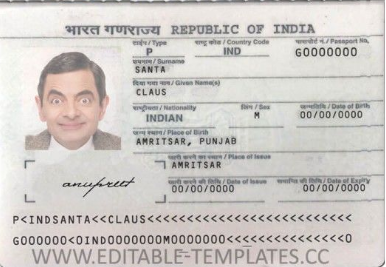 भारत गणराज्य REPUBLIC OF INDIA
टाईप / Type राष्ट्र कोड / Country Code पासपोर्ट नं. / Passport No.
P IND G0000000
उपनाम / Surname
SANTA
दिया गया नाम / Given Name(s)
CLAUS
राष्ट्रीयता / Nationality लिंग / Sex जन्मतिथि / Date of Birth
INDIAN M 00/00/0000
जन्म स्थान / Place of Birth
AMRITSAR, PUNJAB
जारी करने का स्थान / Place of Issue
AMRITSAR
जारी करने की तिथि / Date of Issue समाप्ति की तिथि / Date of Expiry
00/00/0000 00/00/0000
anupreet
P<INDSANTA<<CLAUS<<<<<<<<<<<<<<<<<<<<<<<<<<<
G000000<0IND0000000M0000000<<<<<<<<<<<<<<<0
WWW.EDITABLE-TEMPLATES.CC